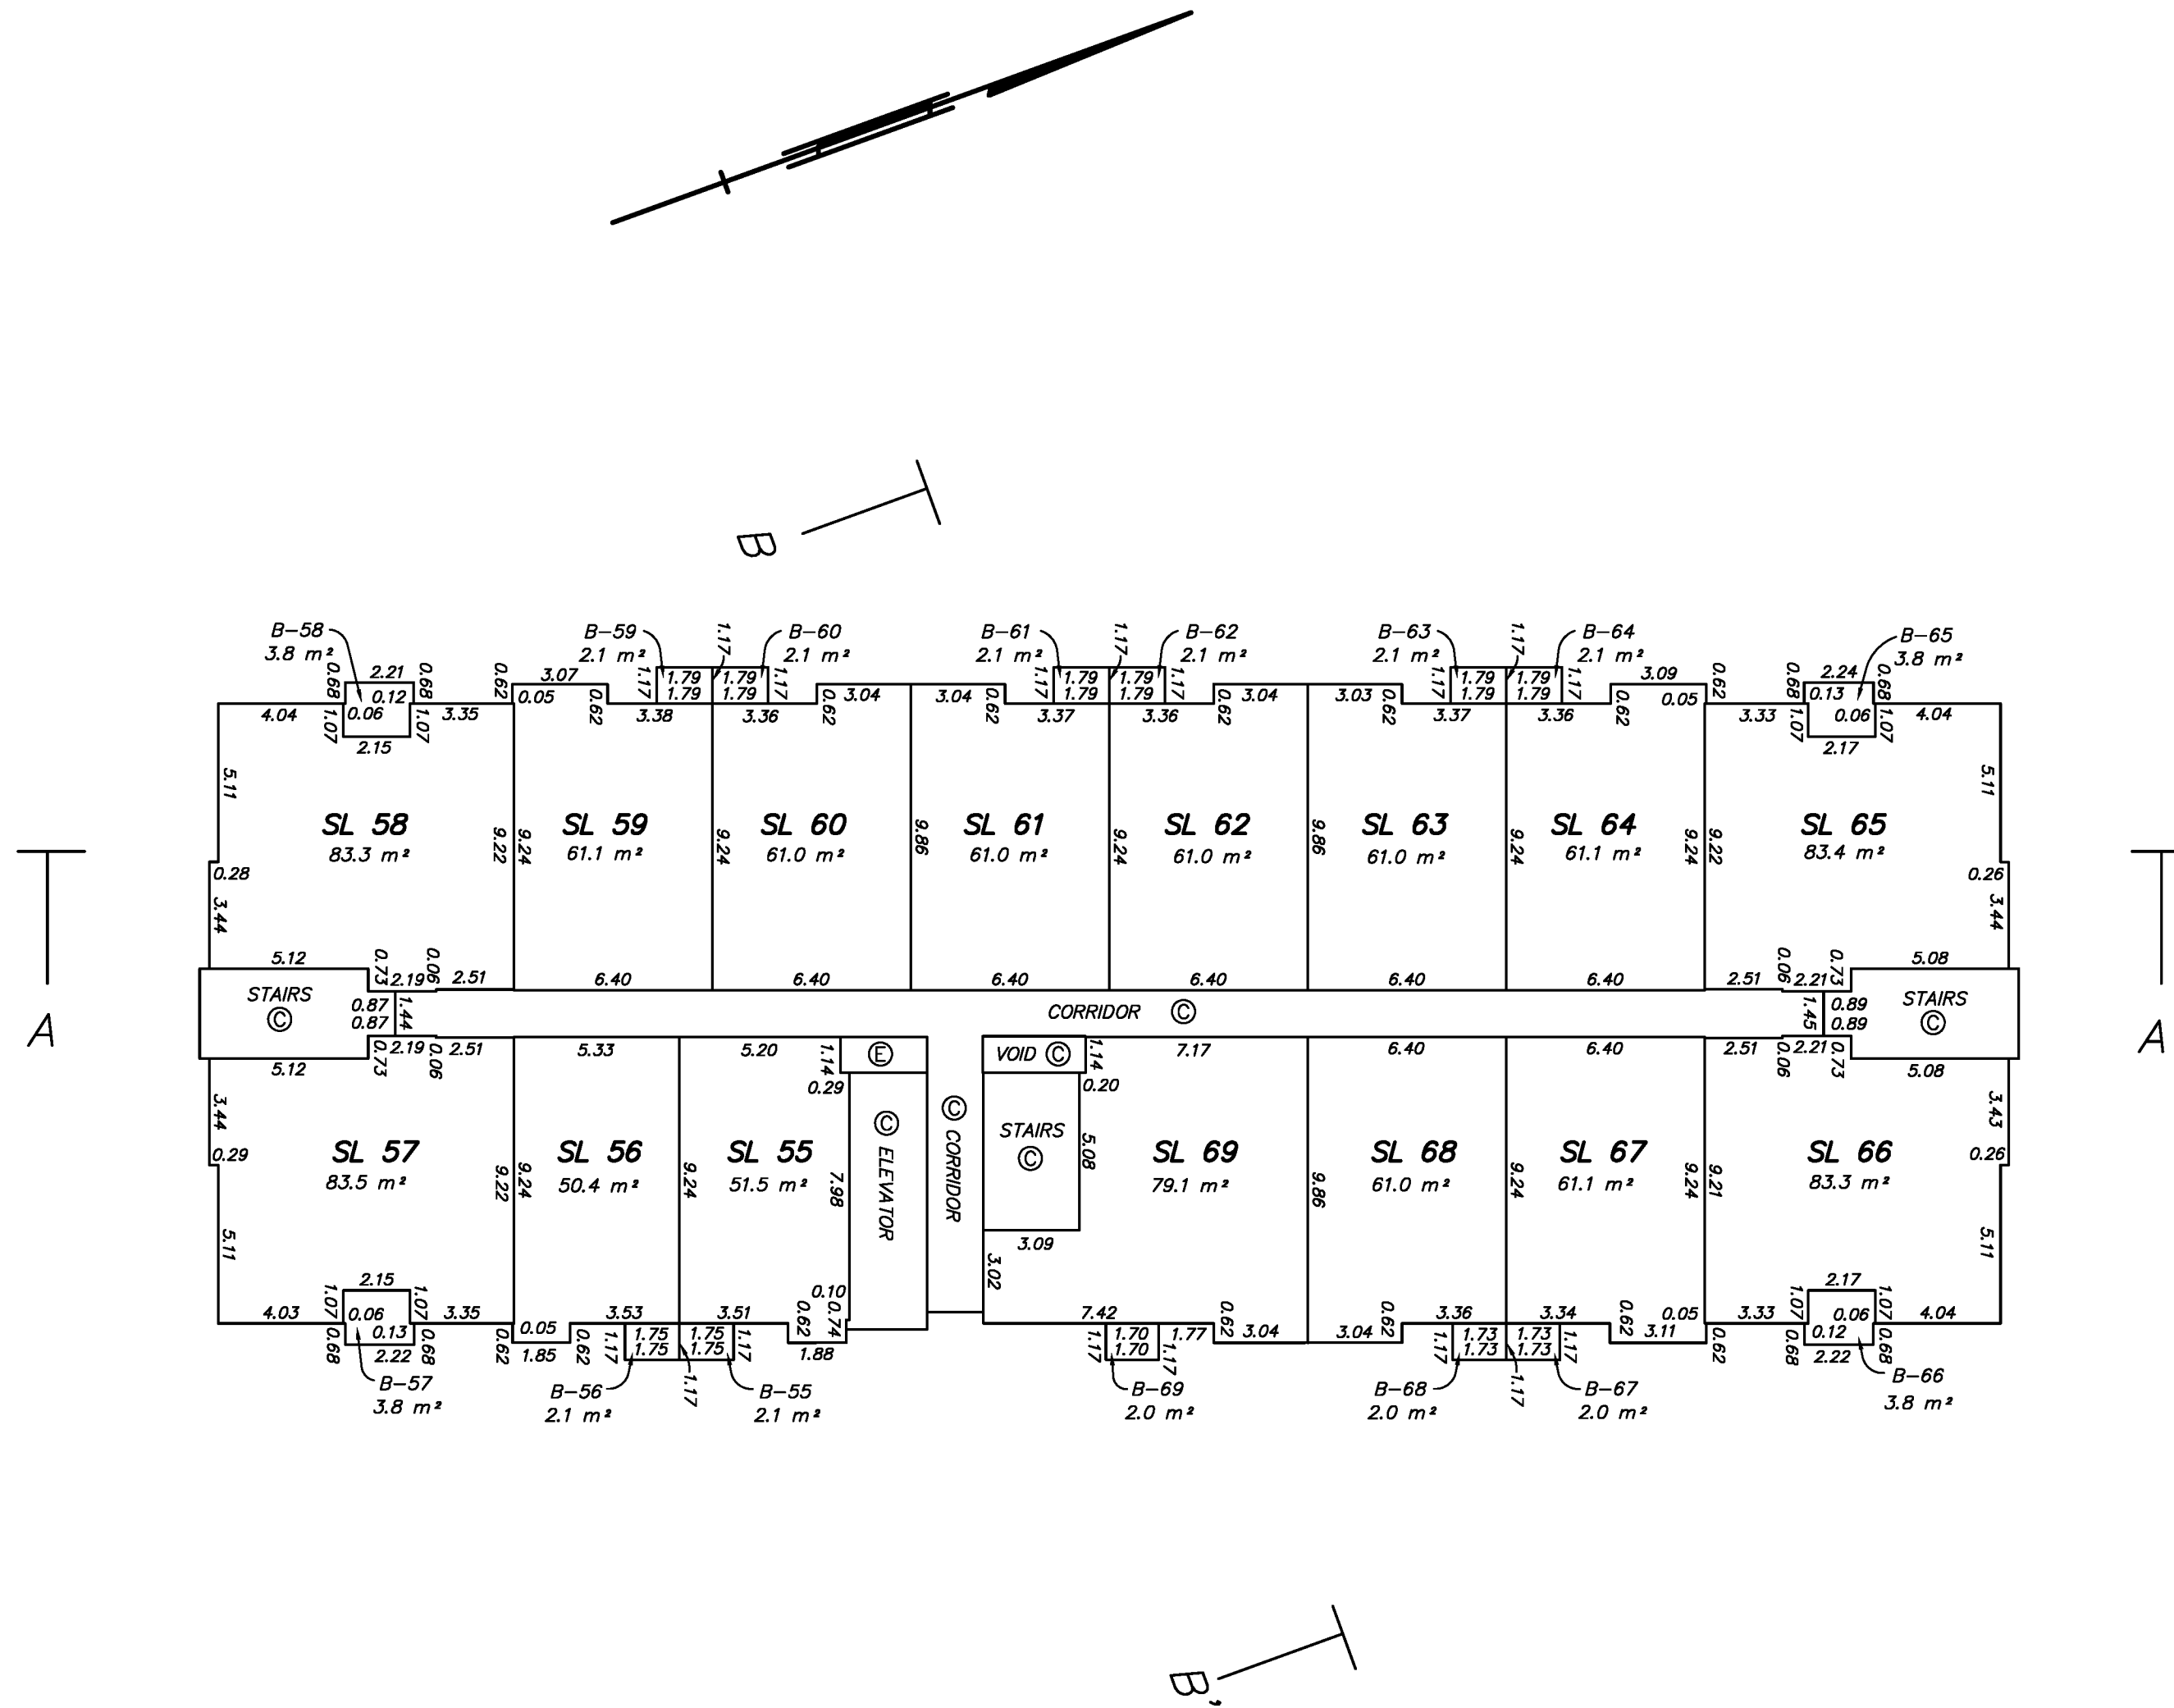 B
B-58
3.8 m²
B-59
2.1 m²
1.17
B-60
2.1 m²
B-61
2.1 m²
1.17
B-62
2.1 m²
B-63
2.1 m²
1.17
B-64
2.1 m²
B-65
3.8 m²
0.68 2.21 0.68 0.62 3.07 1.17 1.79 1.79 1.17 3.04 3.04 1.17 1.79 1.79 1.17 3.04 3.03 1.17 1.79 1.79 1.17 3.09 0.62 0.68 2.24 0.68
0.12 0.05 0.62 1.79 1.79 0.62 0.62 1.79 1.79 0.62 0.62 1.79 1.79 0.62 0.05 0.13
4.04 1.07 0.06 1.07 3.35 3.38 3.36 3.37 3.36 3.37 3.36 3.33 1.07 0.06 1.07 4.04
2.15 2.17
5.11 5.11
SL 58 SL 59 SL 60 SL 61 SL 62 SL 63 SL 64 SL 65
83.3 m² 61.1 m² 61.0 m² 61.0 m² 61.0 m² 61.0 m² 61.1 m² 83.4 m²
9.22 9.24 9.24 9.86 9.24 9.86 9.24 9.24 9.22
0.28 0.26
3.44 3.44
5.12 0.73 2.19 0.06 2.51 6.40 6.40 6.40 6.40 6.40 6.40 2.51 0.06 2.21 0.73 5.08
STAIRS
C
0.87
0.87
1.44
CORRIDOR C
1.45
0.89
0.89
STAIRS
C
A
A
5.12 0.73 2.19 0.06 2.51 5.33 5.20 1.14 E VOID C 1.14 7.17 6.40 6.40 2.51 0.06 2.21 0.73 5.08
0.29 0.20
3.44 3.43
C ELEVATOR
C CORRIDOR
STAIRS
C
5.08
0.29 0.26
SL 57 SL 56 SL 55 SL 69 SL 68 SL 67 SL 66
83.5 m² 50.4 m² 51.5 m² 79.1 m² 61.0 m² 61.1 m² 83.3 m²
9.22 9.24 9.24 7.98 9.86 9.24 9.24 9.21
5.11 3.09 5.11
3.02
2.15 0.10 2.17
4.03 1.07 0.06 1.07 3.35 3.53 3.51 0.62 0.74 7.42 0.62 0.62 3.36 3.34 0.62 0.05 3.33 1.07 0.06 1.07 4.04
0.68 0.13 0.68 0.62 0.05 0.62 1.17 1.75 1.75 1.17 1.17 1.70 1.77 3.04 3.04 1.17 1.73 1.73 1.17 3.11 0.62 0.68 0.12 0.68
2.22 1.85 1.75 1.75 1.88 1.70 1.17 1.73 1.73 2.22
B-57
3.8 m²
B-56
2.1 m²
1.17
B-55
2.1 m²
B-69
2.0 m²
B-68
2.0 m²
1.17
B-67
2.0 m²
B-66
3.8 m²
B'